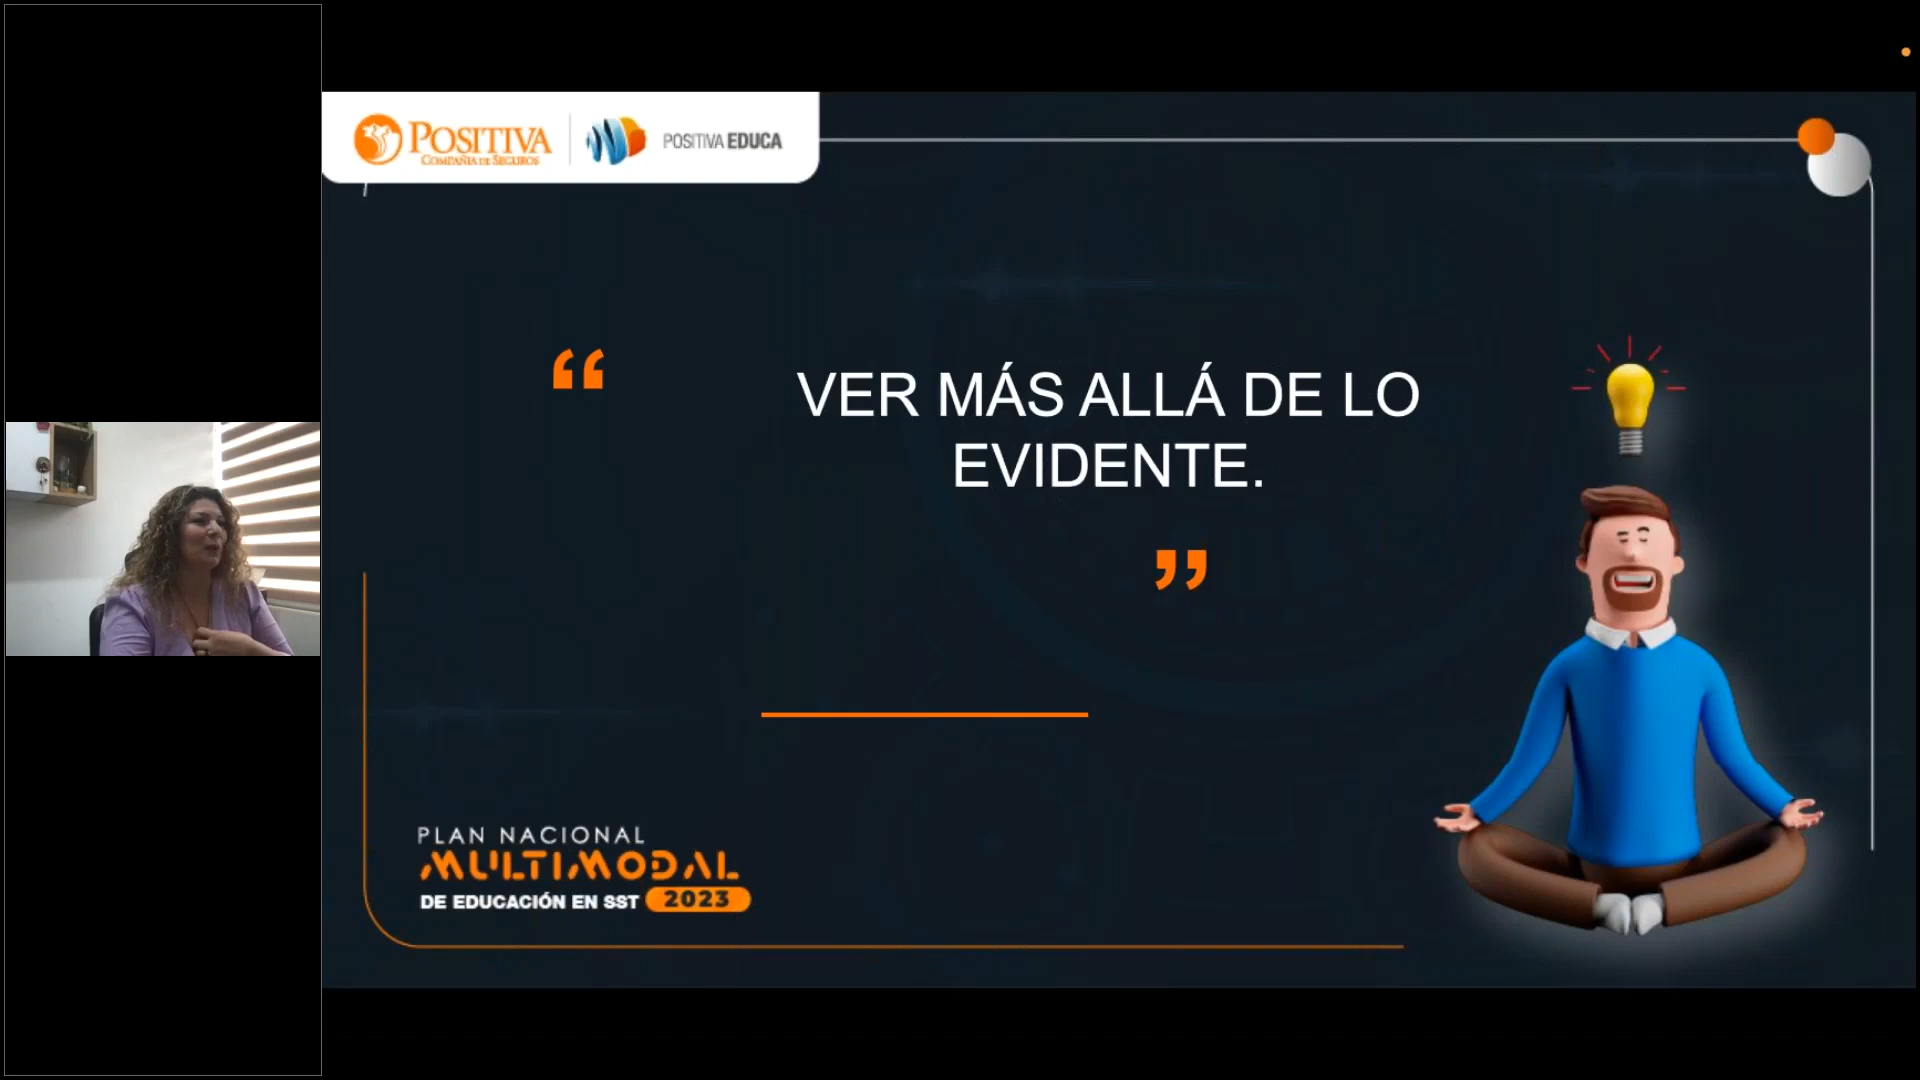 POSITIVA
COMPAÑIA DE SEGUROS
POSITIVA EDUCA
“ VER MÁS ALLÁ DE LO
EVIDENTE.
”
PLAN NACIONAL
MULTIMODAL
DE EDUCACIÓN EN SST 2023